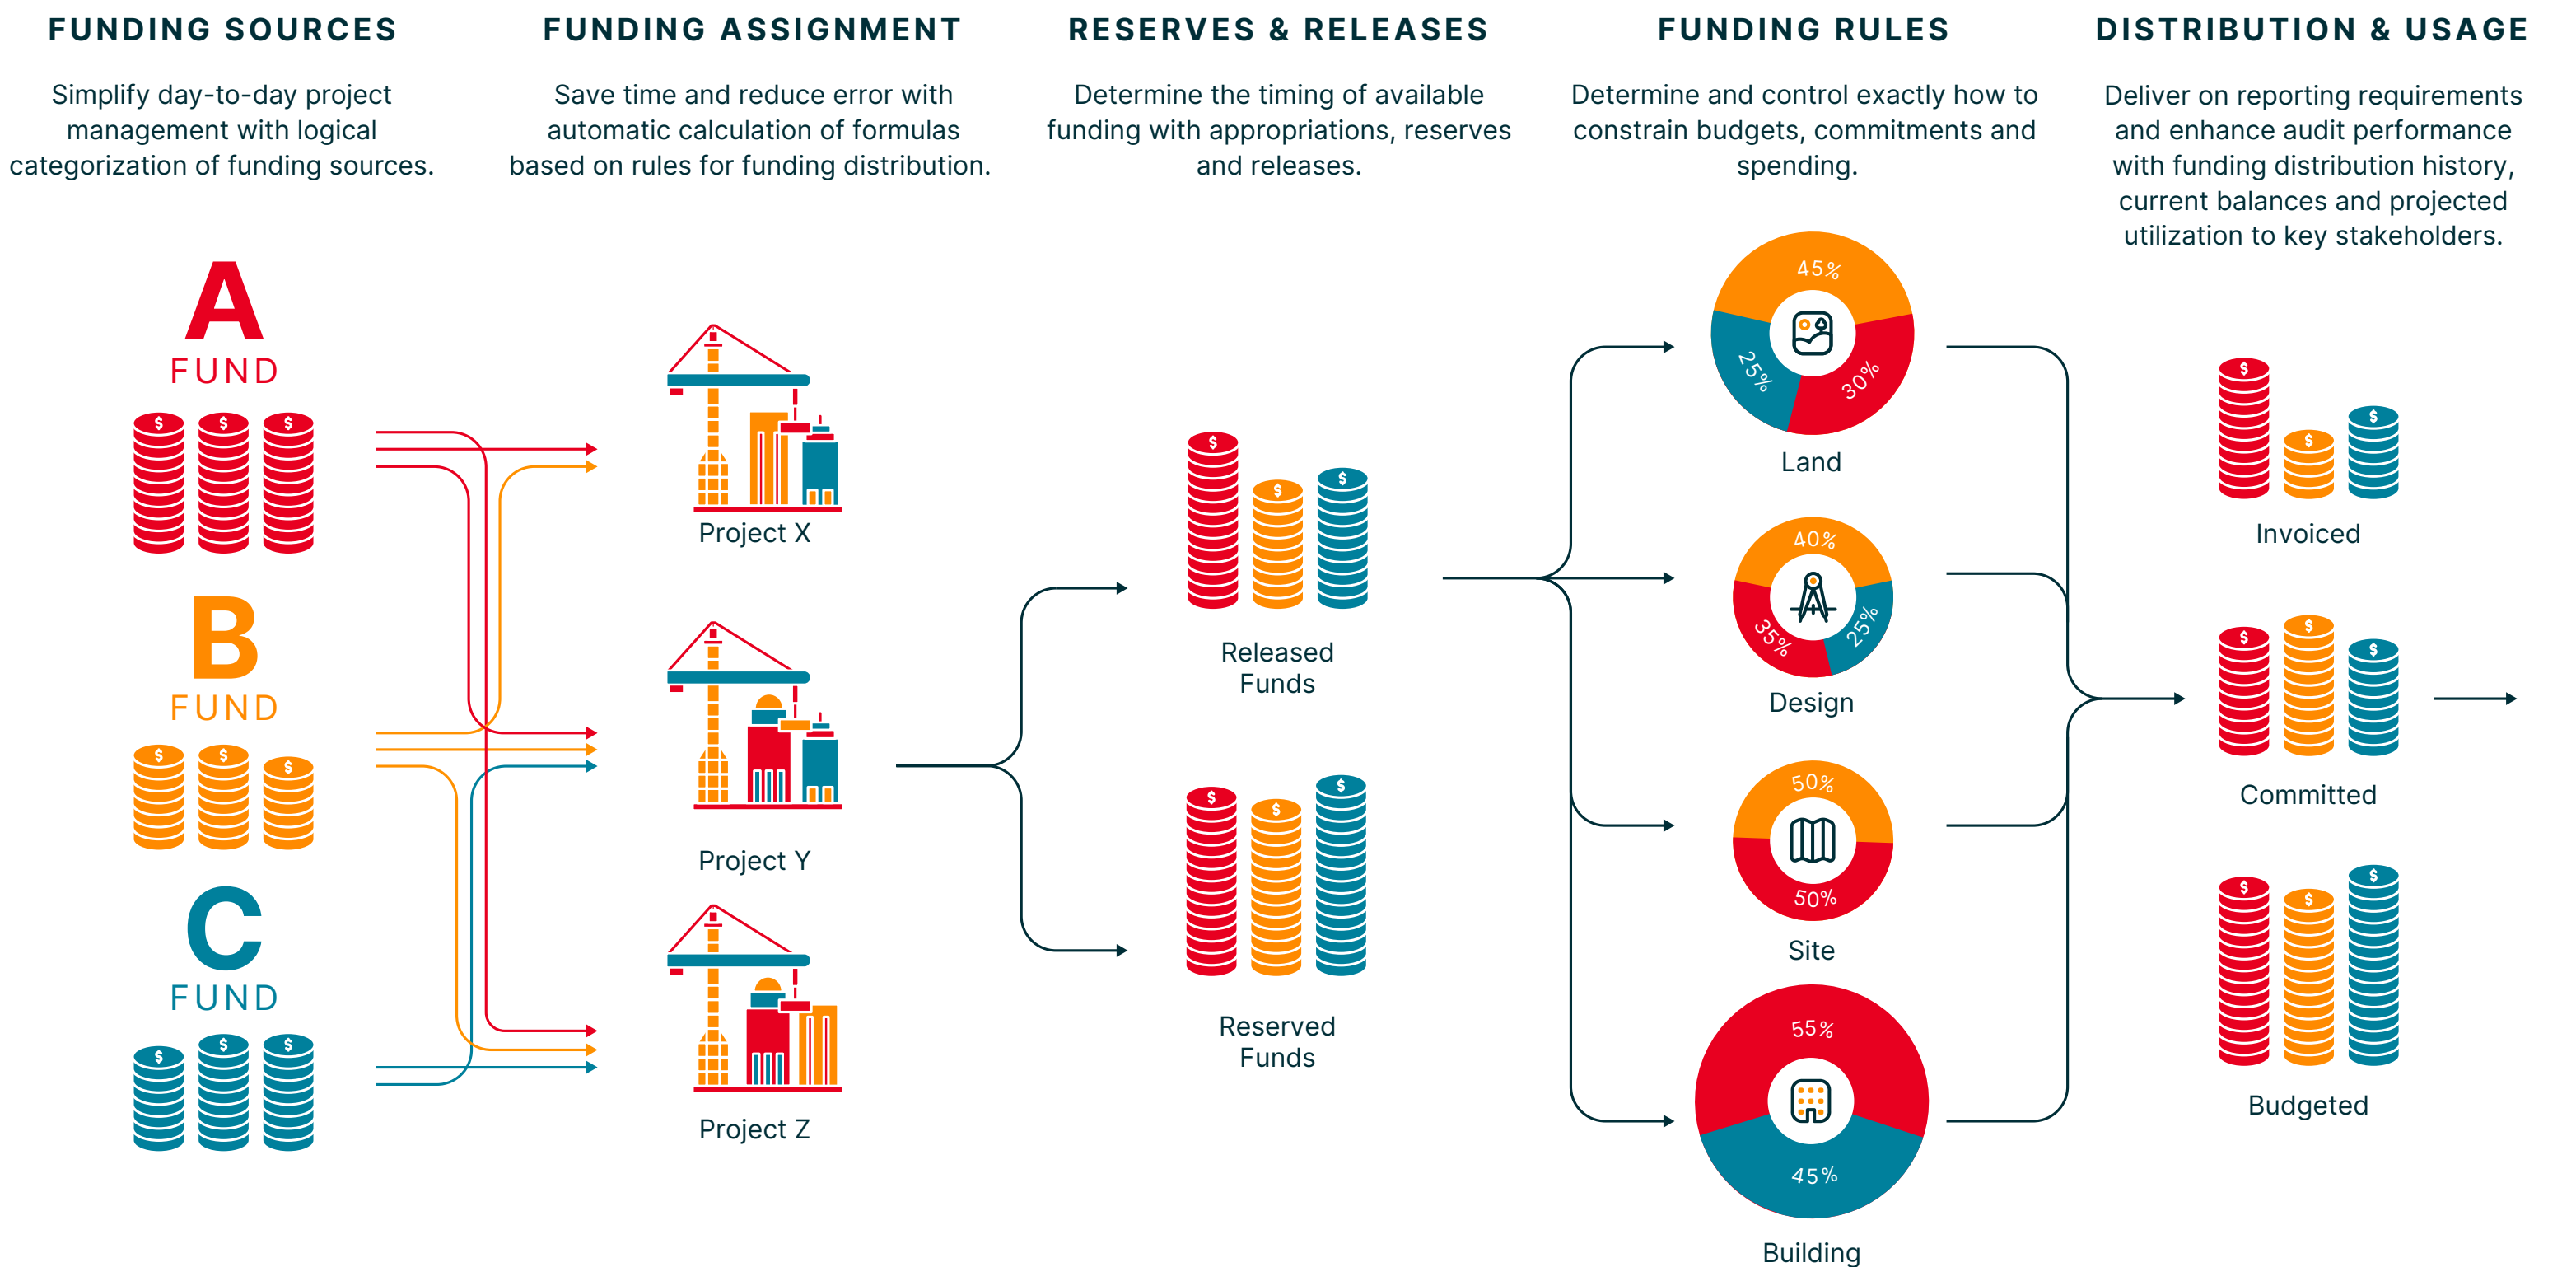 FUNDING SOURCES
Simplify day-to-day project
management with logical
categorization of funding sources.
A
FUND
$ $ $
B
FUND
$ $ $
C
FUND
$ $ $
FUNDING ASSIGNMENT
Save time and reduce error with
automatic calculation of formulas
based on rules for funding distribution.
Project X
Project Y
Project Z
RESERVES & RELEASES
Determine the timing of available
funding with appropriations, reserves
and releases.
$ $ $
Released
Funds
$ $ $
Reserved
Funds
FUNDING RULES
Determine and control exactly how to
constrain budgets, commitments and
spending.
45%
25%
30%
Land
40%
35%
25%
Design
50%
50%
Site
55%
45%
Building
DISTRIBUTION & USAGE
Deliver on reporting requirements
and enhance audit performance
with funding distribution history,
current balances and projected
utilization to key stakeholders.
$ $ $
Invoiced
$ $ $
Committed
$ $ $
Budgeted